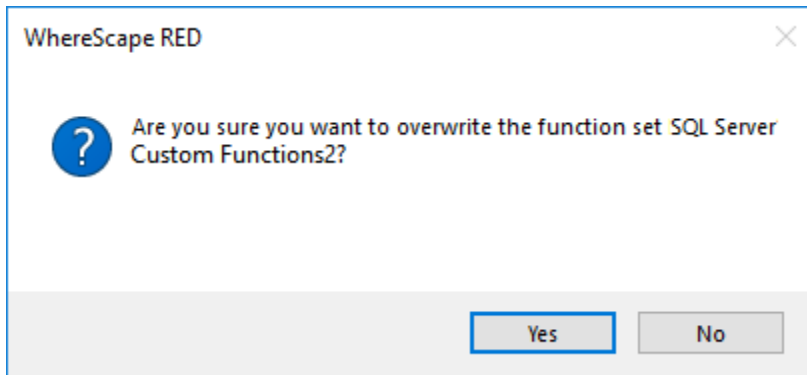 WhereScape RED
Are you sure you want to overwrite the function set SQL Server
Custom Functions2?
Yes
No